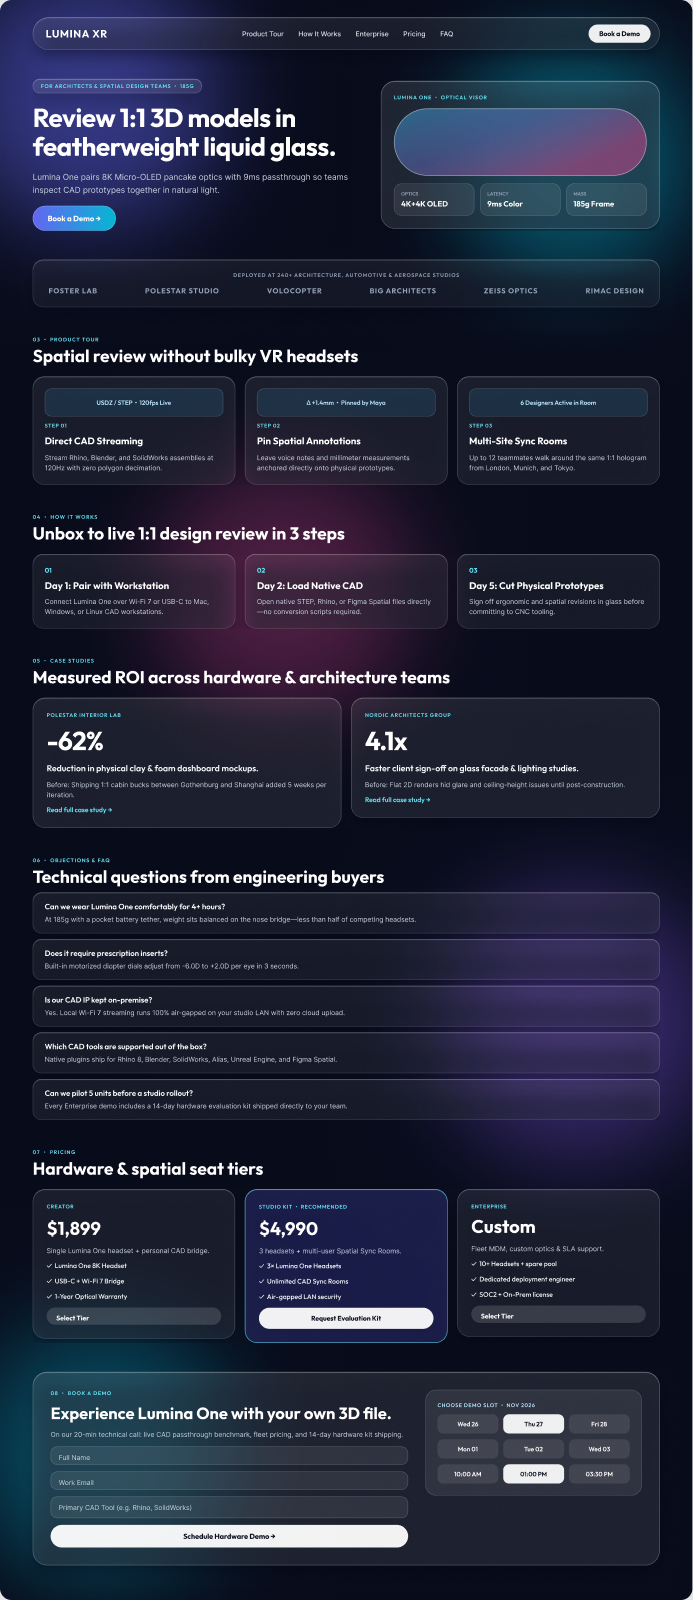 LUMINA XR
Product Tour
How It Works
Enterprise
Pricing
FAQ
Book a Demo
FOR ARCHITECTS & SPATIAL DESIGN TEAMS • 185G
Review 1:1 3D models in
featherweight liquid glass.
Lumina One pairs 8K Micro-OLED pancake optics with 9ms passthrough so teams
inspect CAD prototypes together in natural light.
Book a Demo →
LUMINA ONE • OPTICAL VISOR
OPTICS
4K+4K OLED
LATENCY
9ms Color
MASS
185g Frame
DEPLOYED AT 240+ ARCHITECTURE, AUTOMOTIVE & AEROSPACE STUDIOS
FOSTER LAB
POLESTAR STUDIO
VOLOCOPTER
BIG ARCHITECTS
ZEISS OPTICS
RIMAC DESIGN
03 • PRODUCT TOUR
Spatial review without bulky VR headsets
USDZ / STEP • 120fps Live
STEP 01
Direct CAD Streaming
Stream Rhino, Blender, and SolidWorks assemblies at
120Hz with zero polygon decimation.
Δ +1.4mm • Pinned by Maya
STEP 02
Pin Spatial Annotations
Leave voice notes and millimeter measurements
anchored directly onto physical prototypes.
6 Designers Active in Room
STEP 03
Multi-Site Sync Rooms
Up to 12 teammates walk around the same 1:1 hologram
from London, Munich, and Tokyo.
04 • HOW IT WORKS
Unbox to live 1:1 design review in 3 steps
01
Day 1: Pair with Workstation
Connect Lumina One over Wi-Fi 7 or USB-C to Mac,
Windows, or Linux CAD workstations.
02
Day 2: Load Native CAD
Open native STEP, Rhino, or Figma Spatial files directly
—no conversion scripts required.
03
Day 5: Cut Physical Prototypes
Sign off ergonomic and spatial revisions in glass before
committing to CNC tooling.
05 • CASE STUDIES
Measured ROI across hardware & architecture teams
POLESTAR INTERIOR LAB
-62%
Reduction in physical clay & foam dashboard mockups.
Before: Shipping 1:1 cabin bucks between Gothenburg and Shanghai added 5 weeks per
iteration.
Read full case study →
NORDIC ARCHITECTS GROUP
4.1x
Faster client sign-off on glass facade & lighting studies.
Before: Flat 2D renders hid glare and ceiling-height issues until post-construction.
Read full case study →
06 • OBJECTIONS & FAQ
Technical questions from engineering buyers
Can we wear Lumina One comfortably for 4+ hours?
At 185g with a pocket battery tether, weight sits balanced on the nose bridge—less than half of competing headsets.
Does it require prescription inserts?
Built-in motorized diopter dials adjust from -6.0D to +2.0D per eye in 3 seconds.
Is our CAD IP kept on-premise?
Yes. Local Wi-Fi 7 streaming runs 100% air-gapped on your studio LAN with zero cloud upload.
Which CAD tools are supported out of the box?
Native plugins ship for Rhino 8, Blender, SolidWorks, Alias, Unreal Engine, and Figma Spatial.
Can we pilot 5 units before a studio rollout?
Every Enterprise demo includes a 14-day hardware evaluation kit shipped directly to your team.
07 • PRICING
Hardware & spatial seat tiers
CREATOR
$1,899
Single Lumina One headset + personal CAD bridge.
✓ Lumina One 8K Headset
✓ USB-C + Wi-Fi 7 Bridge
✓ 1-Year Optical Warranty
Select Tier
STUDIO KIT • RECOMMENDED
$4,990
3 headsets + multi-user Spatial Sync Rooms.
✓ 3× Lumina One Headsets
✓ Unlimited CAD Sync Rooms
✓ Air-gapped LAN security
Request Evaluation Kit
ENTERPRISE
Custom
Fleet MDM, custom optics & SLA support.
✓ 10+ Headsets + spare pool
✓ Dedicated deployment engineer
✓ SOC2 + On-Prem license
Select Tier
08 • BOOK A DEMO
Experience Lumina One with your own 3D file.
On our 20-min technical call: live CAD passthrough benchmark, fleet pricing, and 14-day hardware kit shipping.
Full Name
Work Email
Primary CAD Tool (e.g. Rhino, SolidWorks)
Schedule Hardware Demo →
CHOOSE DEMO SLOT • NOV 2026
Wed 26
Thu 27
Fri 28
Mon 01
Tue 02
Wed 03
10:00 AM
01:00 PM
03:30 PM